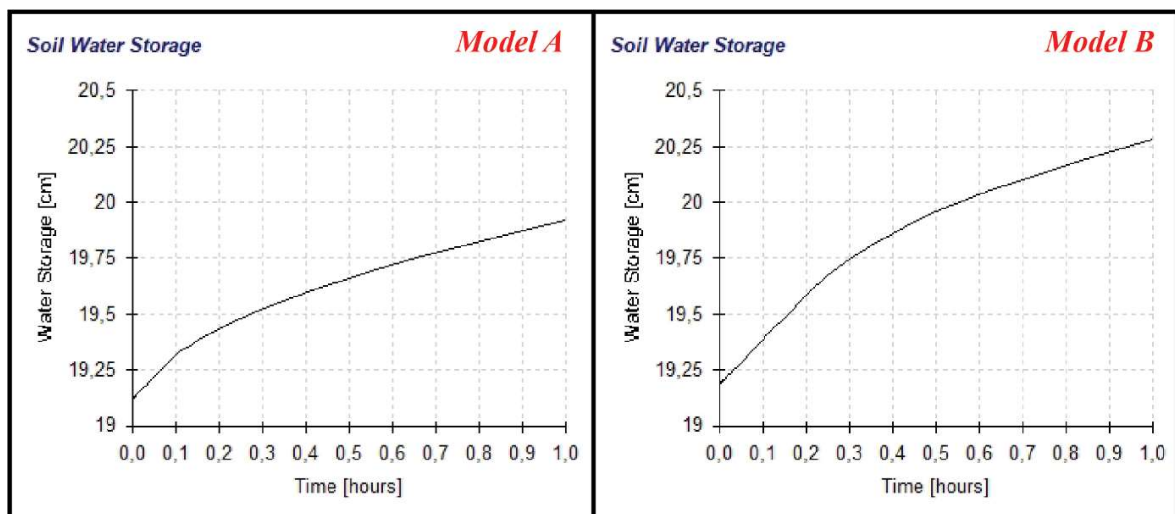 Soil Water Storage
Model A
20,5
20,25
20
19,75
19,5
19,25
19
Water Storage [cm]
0,0 0,1 0,2 0,3 0,4 0,5 0,6 0,7 0,8 0,9 1,0
Time [hours]
Soil Water Storage
Model B
20,5
20,25
20
19,75
19,5
19,25
19
Water Storage [cm]
0,0 0,1 0,2 0,3 0,4 0,5 0,6 0,7 0,8 0,9 1,0
Time [hours]